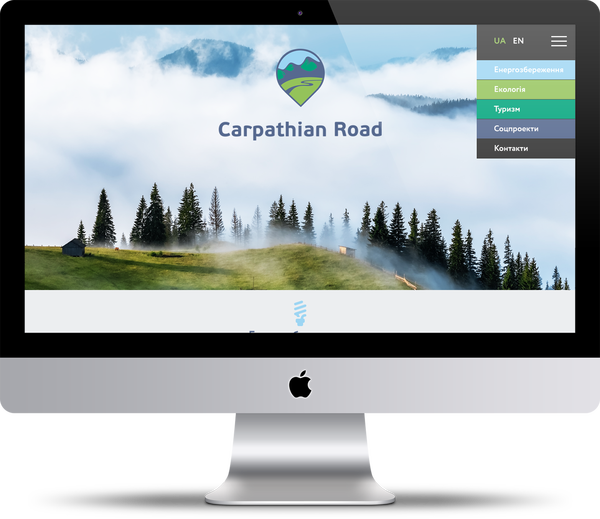 UA EN
Carpathian Road
Енергозбереження
Екологія
Туризм
Соцпроекти
Контакти